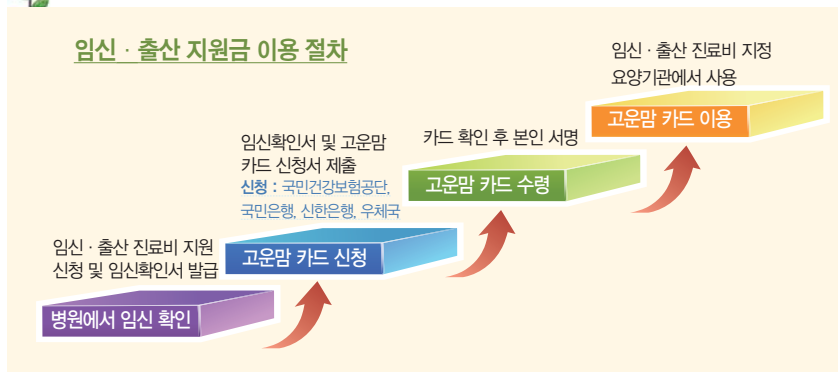 임신 · 출산 지원금 이용 절차
임신 · 출산 진료비 지원
신청 및 임신확인서 발급
병원에서 임신 확인
임신확인서 및 고운맘
카드 신청서 제출
신청 : 국민건강보험공단,
국민은행, 신한은행, 우체국
고운맘 카드 신청
카드 확인 후 본인 서명
고운맘 카드 수령
임신 · 출산 진료비 지정
요양기관에서 사용
고운맘 카드 이용